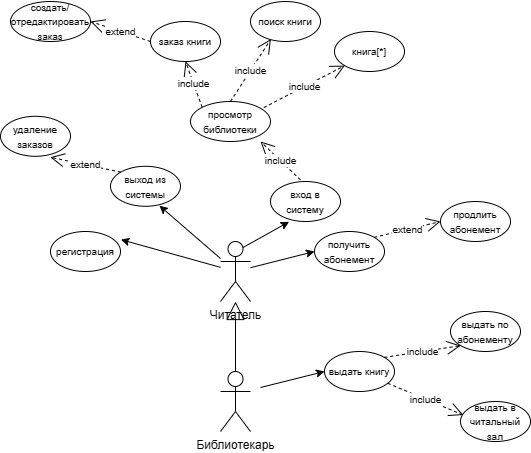 создать/
отредактировать
заказ
extend
заказ книги
поиск книги
книга[*]
include
include
include
просмотр
библиотеки
удаление
заказов
extend
выход из
системы
include
вход в
систему
регистрация
получить
абонемент
extend
продлить
абонемент
Читатель
выдать книгу
include
выдать по
абонементу
include
выдать в
читальный
зал
Библиотекарь